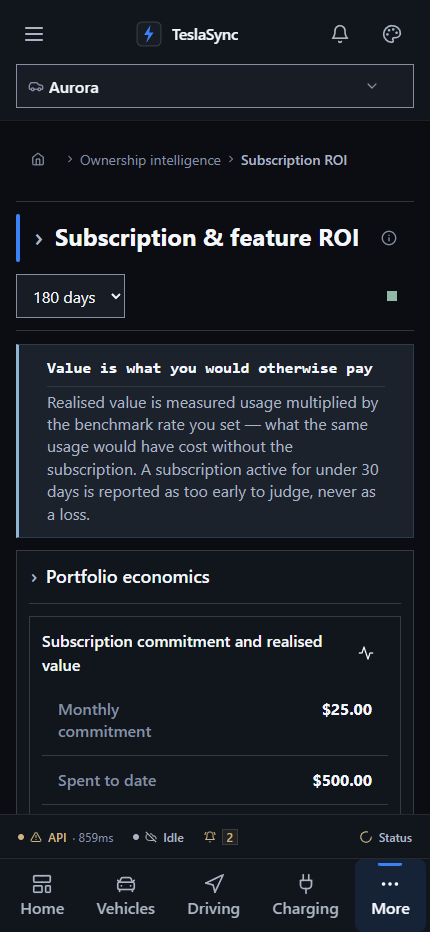 TeslaSync
Aurora
Ownership intelligence
Subscription ROI
Subscription & feature ROI
180 days
Value is what you would otherwise pay
Realised value is measured usage multiplied by
the benchmark rate you set — what the same
usage would have cost without the
subscription. A subscription active for under 30
days is reported as too early to judge, never as
a loss.
Portfolio economics
Subscription commitment and realised
value
Monthly
commitment
$25.00
Spent to date
$500.00
API · 859ms
Idle
2
Status
Home
Vehicles
Driving
Charging
More